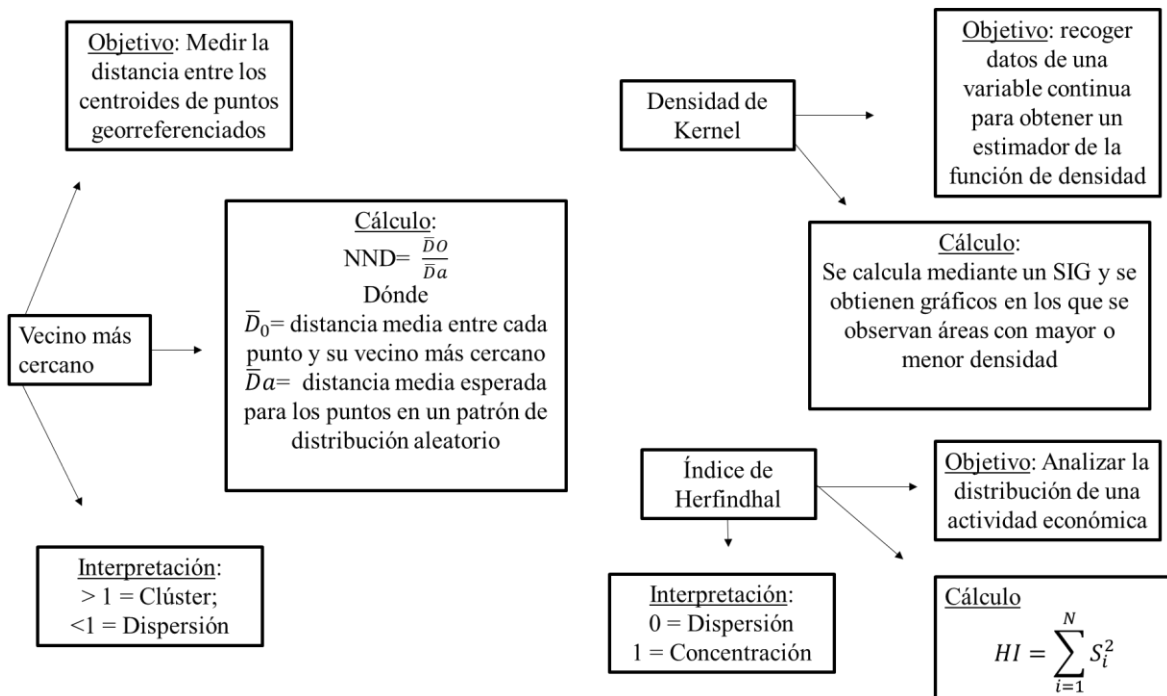 Objetivo: Medir la
distancia entre los
centroides de puntos
georreferenciados
Vecino más
cercano
Cálculo:
NND= D̅O/D̅a
Dónde
D̅₀= distancia media entre cada
punto y su vecino más cercano
D̅a= distancia media esperada
para los puntos en un patrón de
distribución aleatorio
Interpretación:
> 1 = Clúster;
<1 = Dispersión
Densidad de
Kernel
Objetivo: recoger
datos de una
variable continua
para obtener un
estimador de la
función de densidad
Cálculo:
Se calcula mediante un SIG y se
obtienen gráficos en los que se
observan áreas con mayor o
menor densidad
Índice de
Herfindhal
Objetivo: Analizar la
distribución de una
actividad económica
Interpretación:
0 = Dispersión
1 = Concentración
Cálculo
HI = ∑_{i=1}^{N} S_i^2